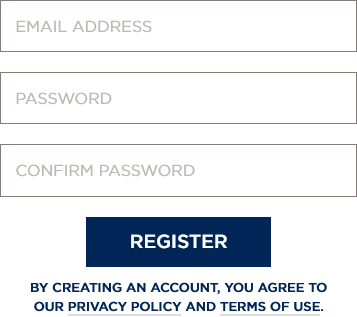 EMAIL ADDRESS
PASSWORD
CONFIRM PASSWORD
REGISTER
BY CREATING AN ACCOUNT, YOU AGREE TO
OUR PRIVACY POLICY AND TERMS OF USE.